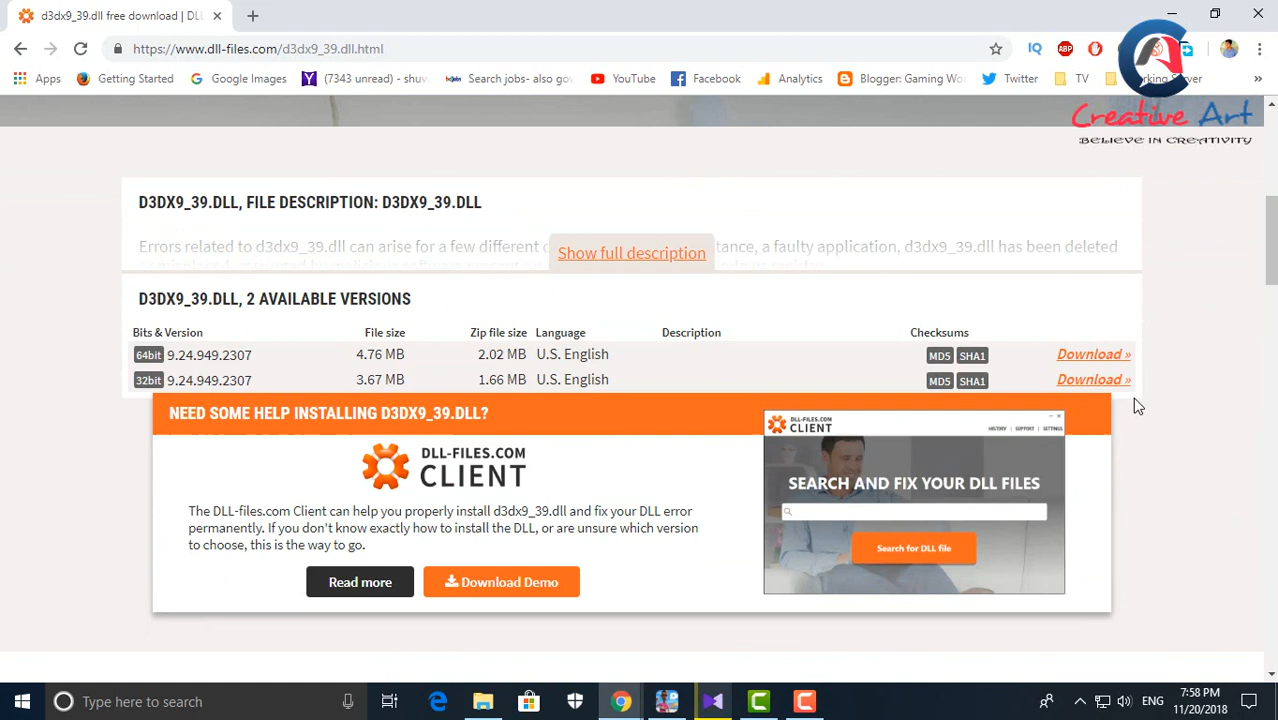 d3dx9_39.dll free download | DLL
https://www.dll-files.com/d3dx9_39.dll.html
IQ
ABP
Apps
Getting Started
Google Images
(7343 unread) - shuv
Search jobs- also go
YouTube
Facebook
Analytics
Blogger: Gaming Wo
Twitter
TV
Creative Art
BELIEVE IN CREATIVITY
D3DX9_39.DLL, FILE DESCRIPTION: D3DX9_39.DLL
Errors related to d3dx9_39.dll can arise for a few different tance, a faulty application, d3dx9_39.dll has been deleted
Show full description
D3DX9_39.DLL, 2 AVAILABLE VERSIONS
Bits & Version File size Zip file size Language Description Checksums
64bit 9.24.949.2307 4.76 MB 2.02 MB U.S. English MD5 SHA1 Download »
32bit 9.24.949.2307 3.67 MB 1.66 MB U.S. English MD5 SHA1 Download »
NEED SOME HELP INSTALLING D3DX9_39.DLL?
DLL-FILES.COM
CLIENT
The DLL-files.com Client can help you properly install d3dx9_39.dll and fix your DLL error
permanently. If you don't know exactly how to install the DLL, or are unsure which version
to choose, this is the way to go.
Read more
Download Demo
DLL-FILES.COM
CLIENT
HISTORY | SUPPORT | SETTINGS
SEARCH AND FIX YOUR DLL FILES
Search for DLL file
Type here to search
ENG
7:58 PM
11/20/2018